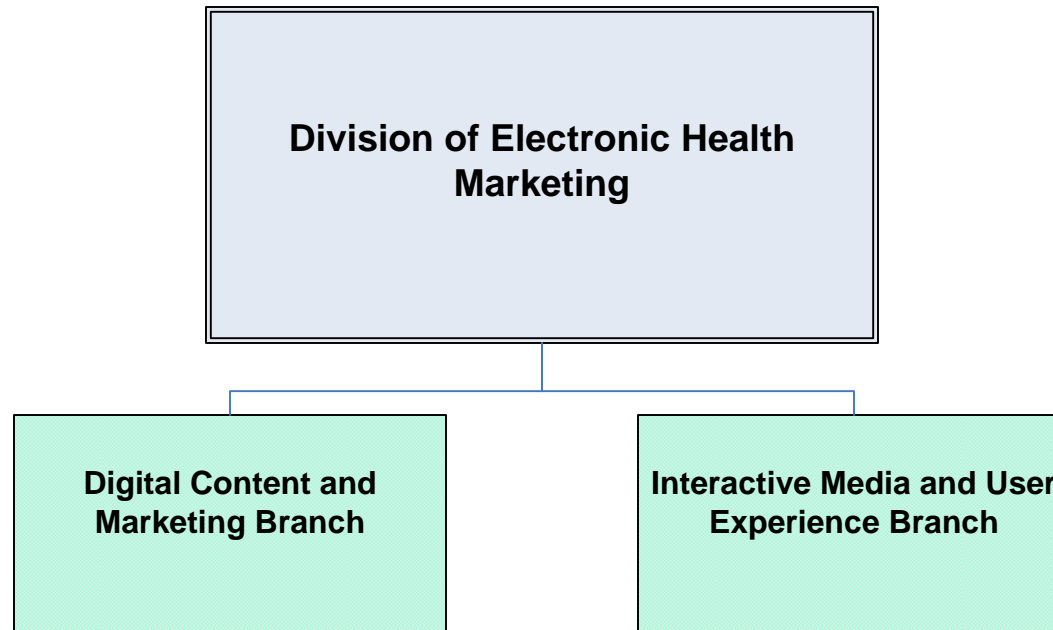 Division of Electronic Health
Marketing
Digital Content and
Marketing Branch
Interactive Media and User
Experience Branch